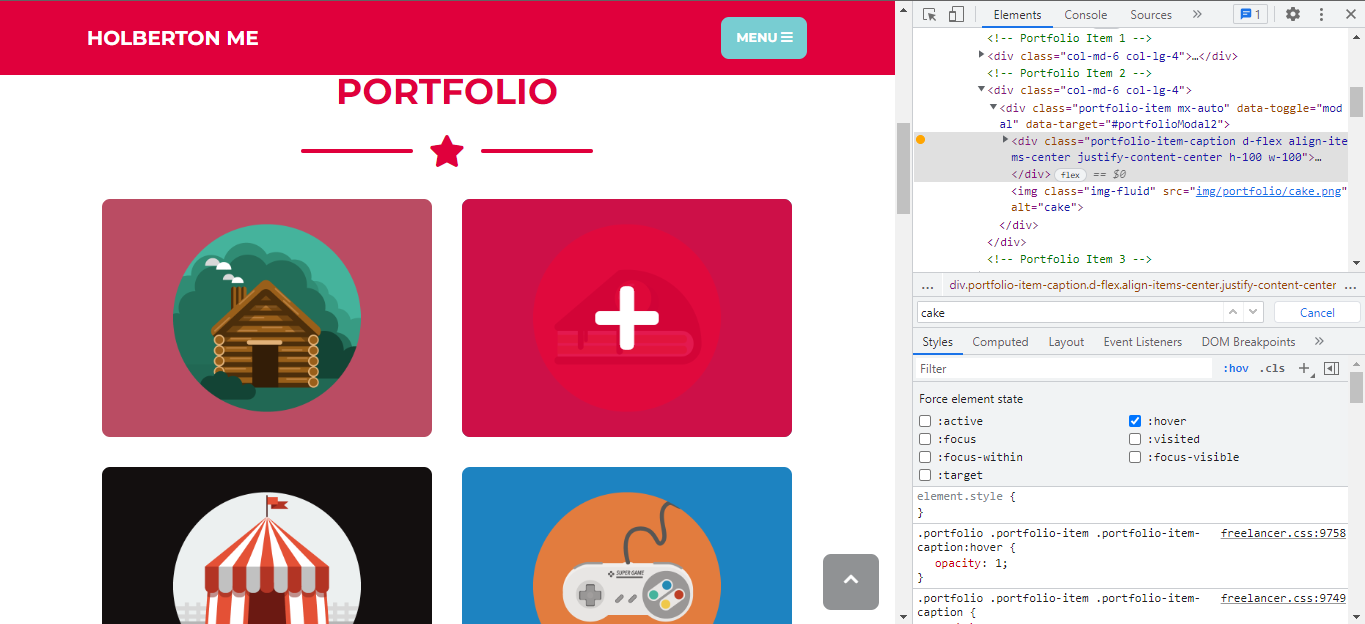 HOLBERTON ME
MENU
PORTFOLIO
SUPER GAME
Elements Console Sources » 1
<!-- Portfolio Item 1 -->
<div class="col-md-6 col-lg-4">…</div>
<!-- Portfolio Item 2 -->
<div class="col-md-6 col-lg-4">
<div class="portfolio-item mx-auto" data-toggle="mod
al" data-target="#portfolioModal2">
<div class="portfolio-item-caption d-flex align-ite
ms-center justify-content-center h-100 w-100">…
</div> flex == $0
<img class="img-fluid" src="img/portfolio/cake.png"
alt="cake">
</div>
</div>
<!-- Portfolio Item 3 -->
... div.portfolio-item-caption.d-flex.align-items-center.justify-content-center ...
cake Cancel
Styles Computed Layout Event Listeners DOM Breakpoints »
Filter :hov .cls +
Force element state
:active :hover
:focus :visited
:focus-within :focus-visible
:target
element.style {
}
.portfolio .portfolio-item .portfolio-item- freelancer.css:9758
caption:hover {
opacity: 1;
}
.portfolio .portfolio-item .portfolio-item- freelancer.css:9749
caption {